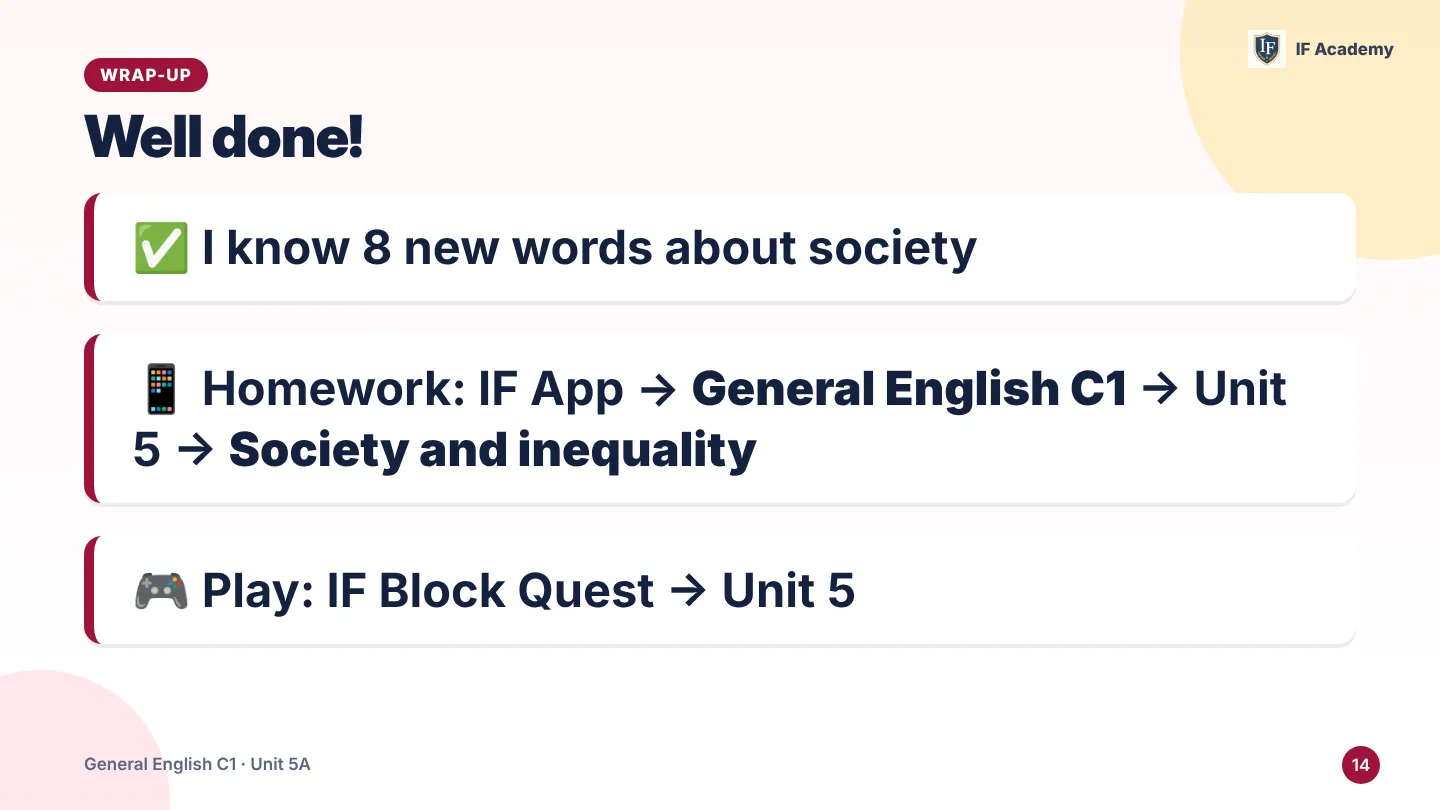 IF Academy
WRAP-UP
Well done!
✅ I know 8 new words about society
📱 Homework: IF App → General English C1 → Unit
5 → Society and inequality
🎮 Play: IF Block Quest → Unit 5
General English C1 · Unit 5A
14